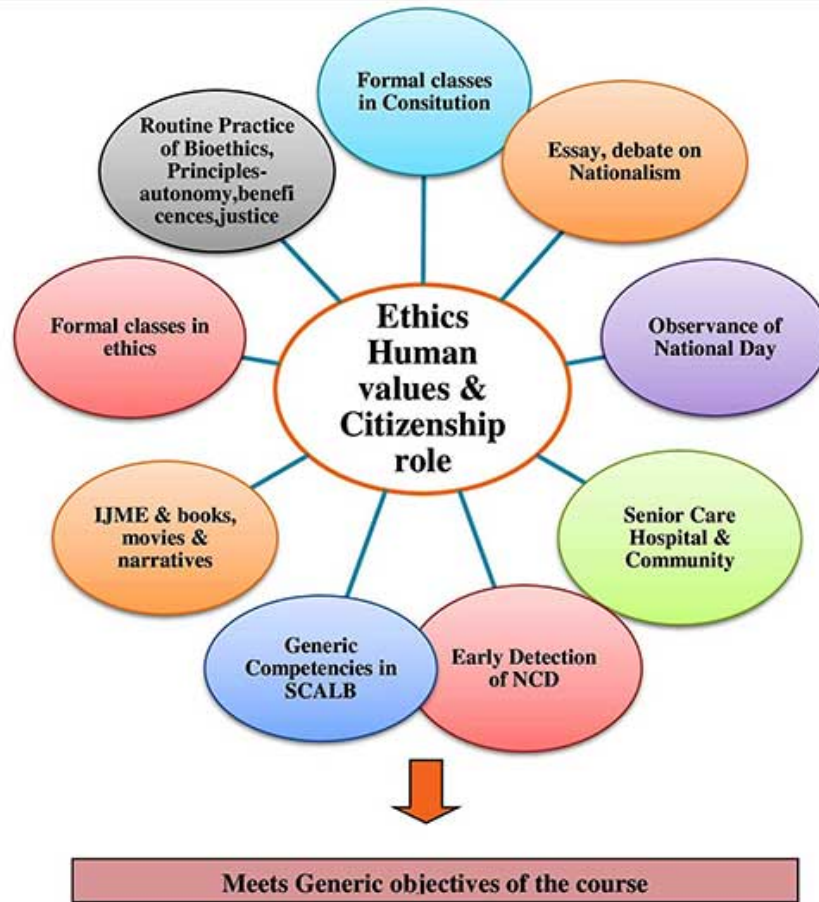 Formal classes
in Consitution
Essay, debate on
Nationalism
Observance of
National Day
Senior Care
Hospital &
Community
Early Detection
of NCD
Generic
Competencies in
SCALB
IJME & books,
movies &
narratives
Formal classes in
ethics
Routine Practice
of Bioethics,
Principles-
autonomy,benefi
cences,justice
Ethics
Human
values &
Citizenship
role
Meets Generic objectives of the course